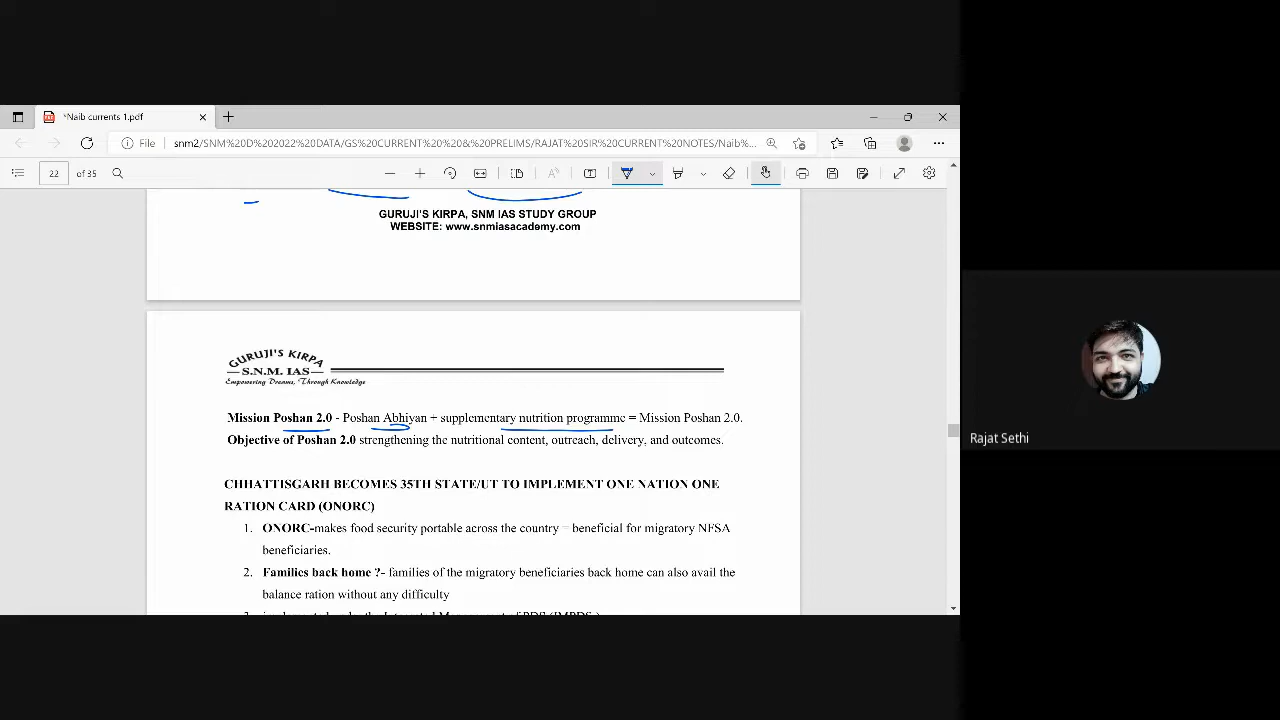 *Naib currents 1.pdf
File
snm2/SNM%20D%202022%20DATA/GS%20CURRENT%20%20&%20PRELIMS/RAJAT%20SIR%20CURRENT%20NOTES/Naib%...
22 of 35
GURUJI'S KIRPA, SNM IAS STUDY GROUP
WEBSITE: www.snmiasacademy.com
GURUJI'S KIRPA
S.N.M. IAS
Empowering Dreams, Through Knowledge
Mission Poshan 2.0 - Poshan Abhiyan + supplementary nutrition programme = Mission Poshan 2.0.
Objective of Poshan 2.0 strengthening the nutritional content, outreach, delivery, and outcomes.
CHHATTISGARH BECOMES 35TH STATE/UT TO IMPLEMENT ONE NATION ONE
RATION CARD (ONORC)
1. ONORC-makes food security portable across the country = beneficial for migratory NFSA
beneficiaries.
2. Families back home ?- families of the migratory beneficiaries back home can also avail the
balance ration without any difficulty
Rajat Sethi